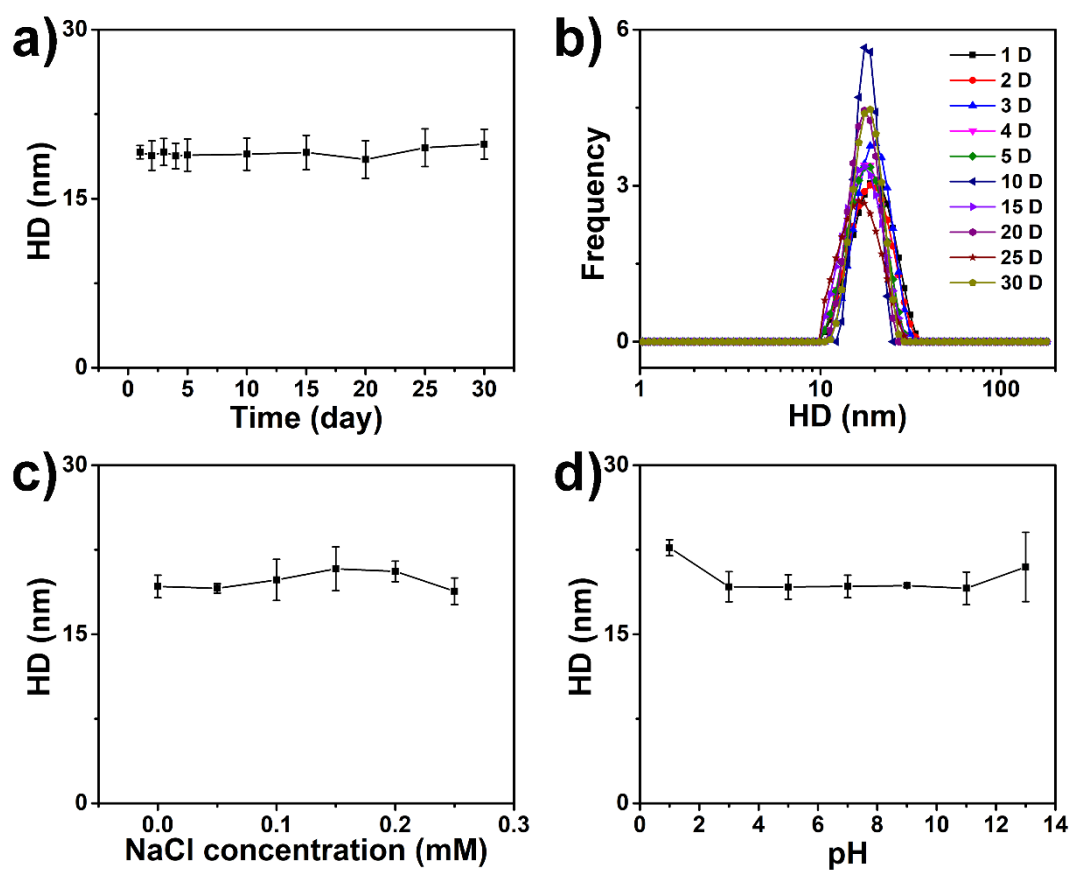 a)
30
15
0
HD (nm)
0 5 10 15 20 25 30
Time (day)
b)
6
3
0
Frequency
1 D
2 D
3 D
4 D
5 D
10 D
15 D
20 D
25 D
30 D
1 10 100
HD (nm)
c)
30
15
0
HD (nm)
0.0 0.1 0.2 0.3
NaCl concentration (mM)
d)
30
15
0
HD (nm)
0 2 4 6 8 10 12 14
pH